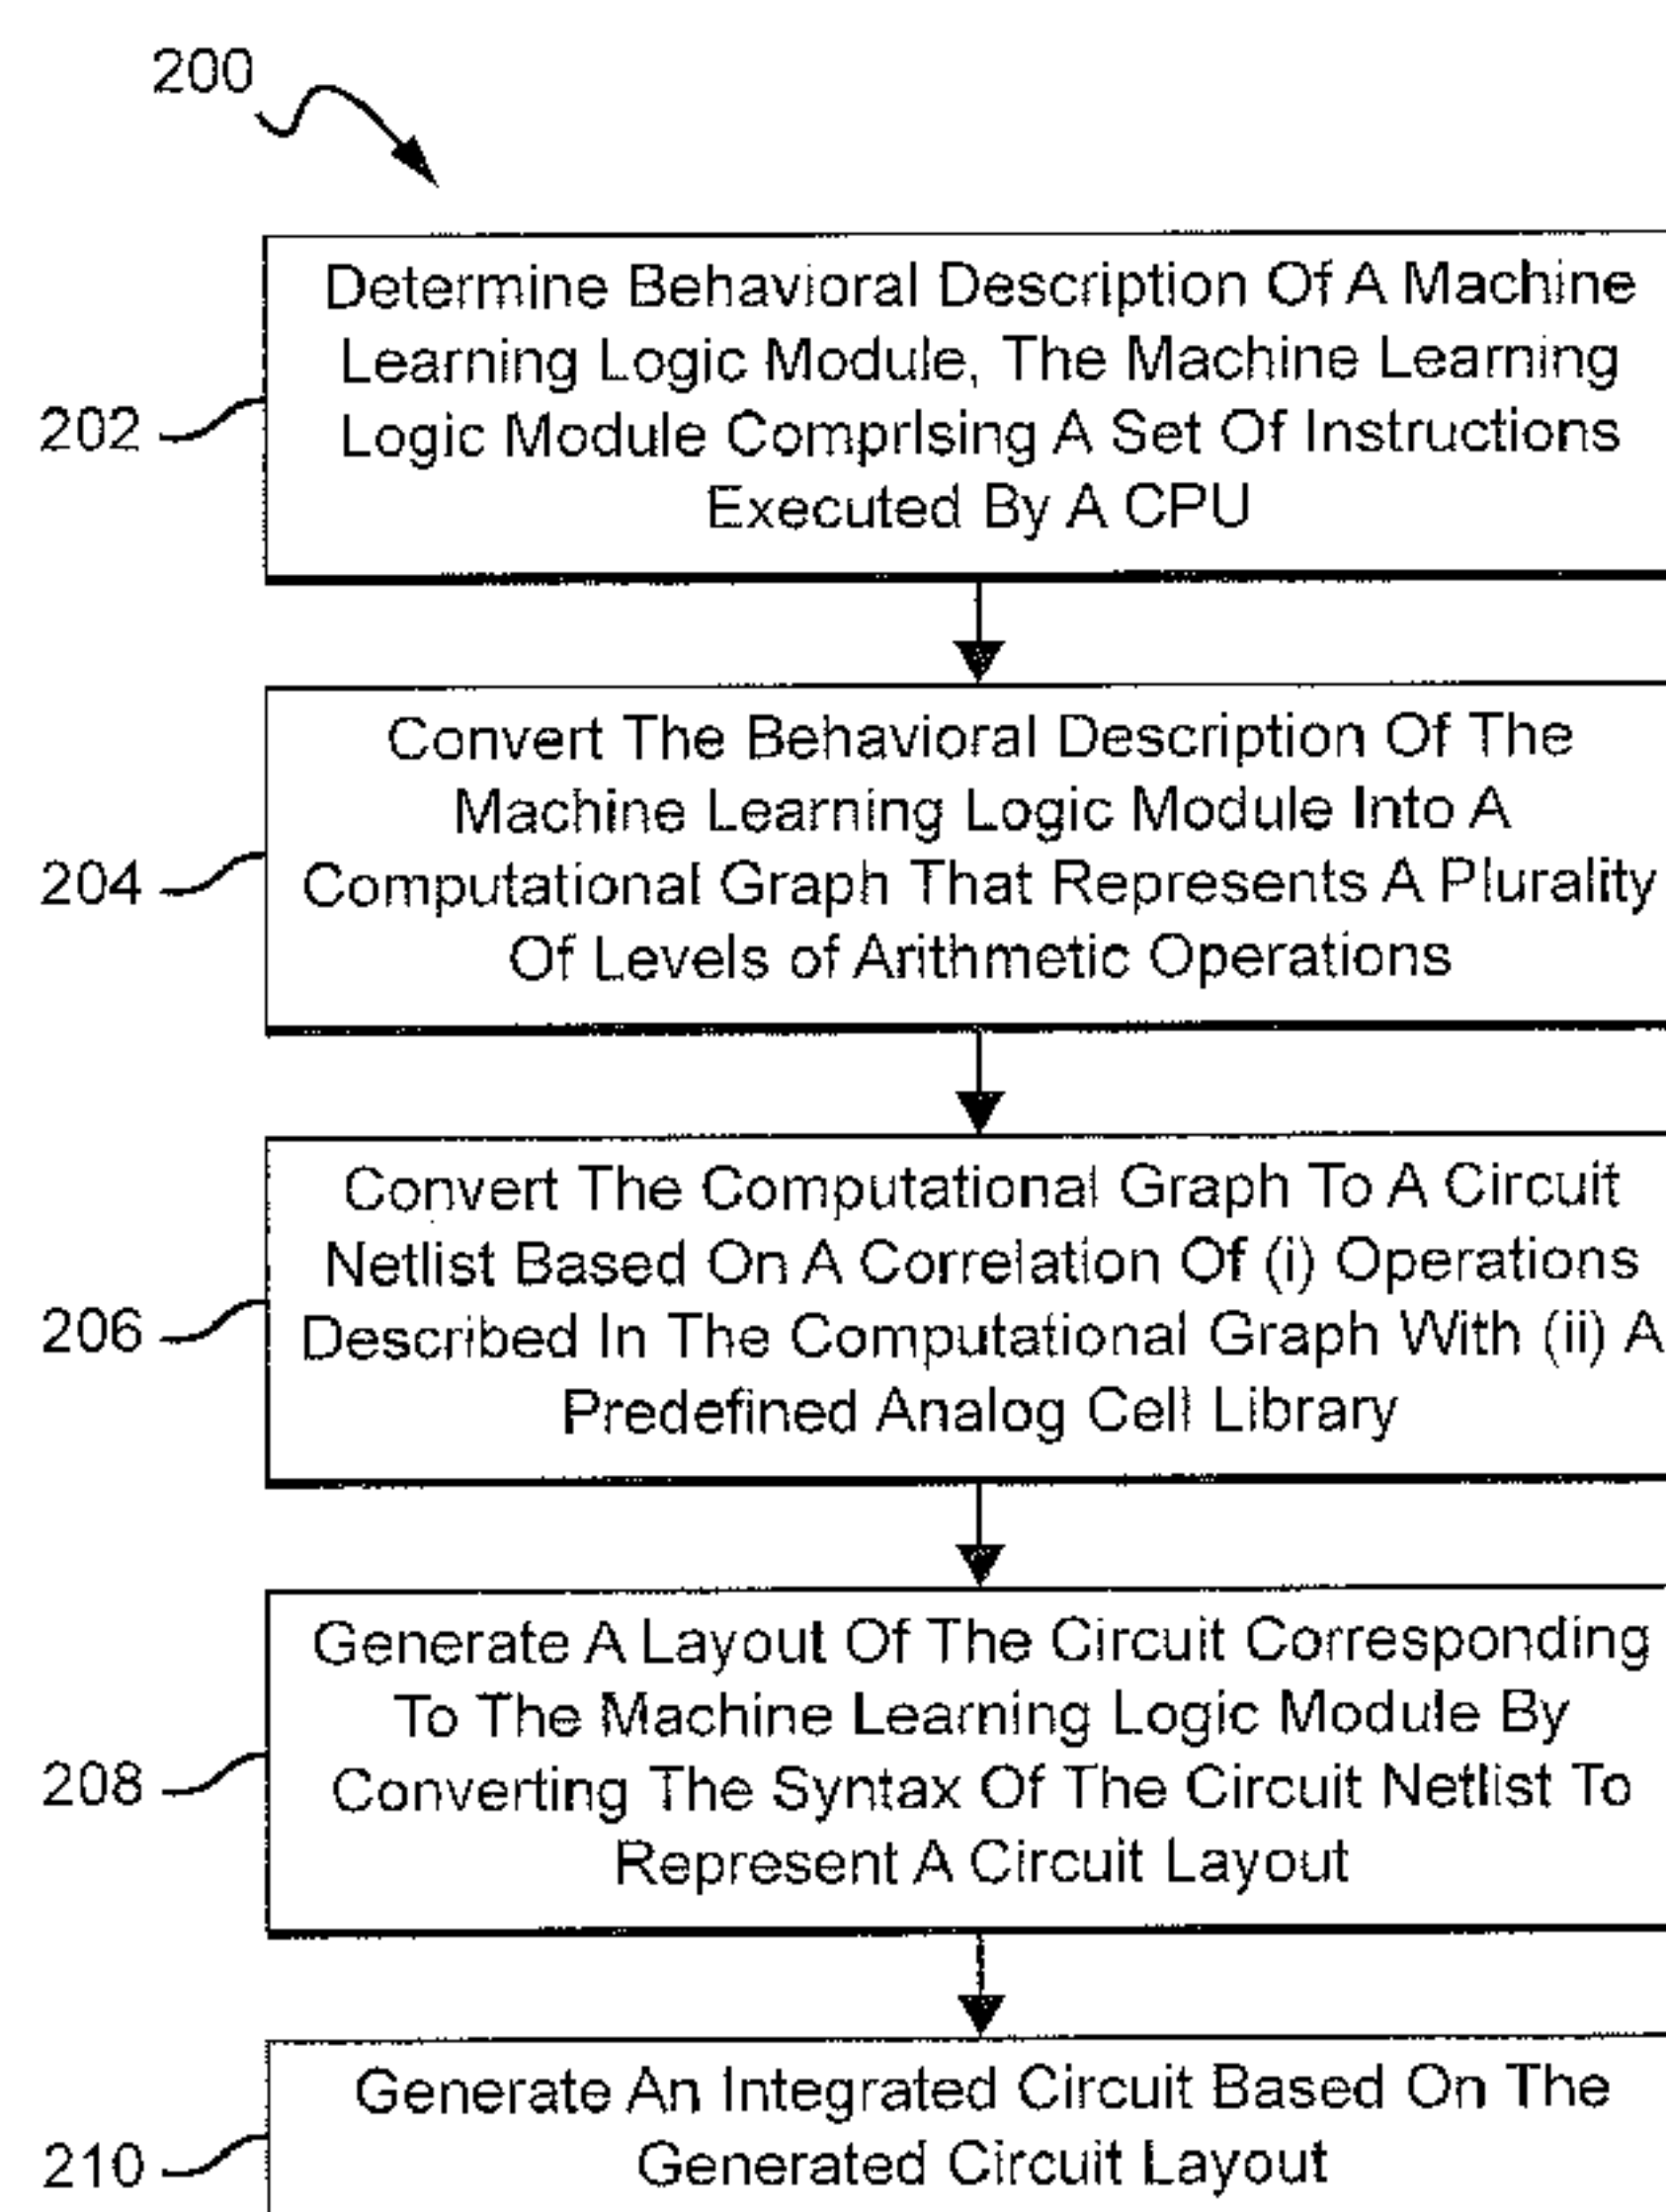 200
Determine Behavioral Description Of A Machine
Learning Logic Module, The Machine Learning
Logic Module Comprising A Set Of Instructions
Executed By A CPU
202
Convert The Behavioral Description Of The
Machine Learning Logic Module Into A
Computational Graph That Represents A Plurality
Of Levels of Arithmetic Operations
204
Convert The Computational Graph To A Circuit
Netlist Based On A Correlation Of (i) Operations
Described In The Computational Graph With (ii) A
Predefined Analog Cell Library
206
Generate A Layout Of The Circuit Corresponding
To The Machine Learning Logic Module By
Converting The Syntax Of The Circuit Netlist To
Represent A Circuit Layout
208
Generate An Integrated Circuit Based On The
Generated Circuit Layout
210